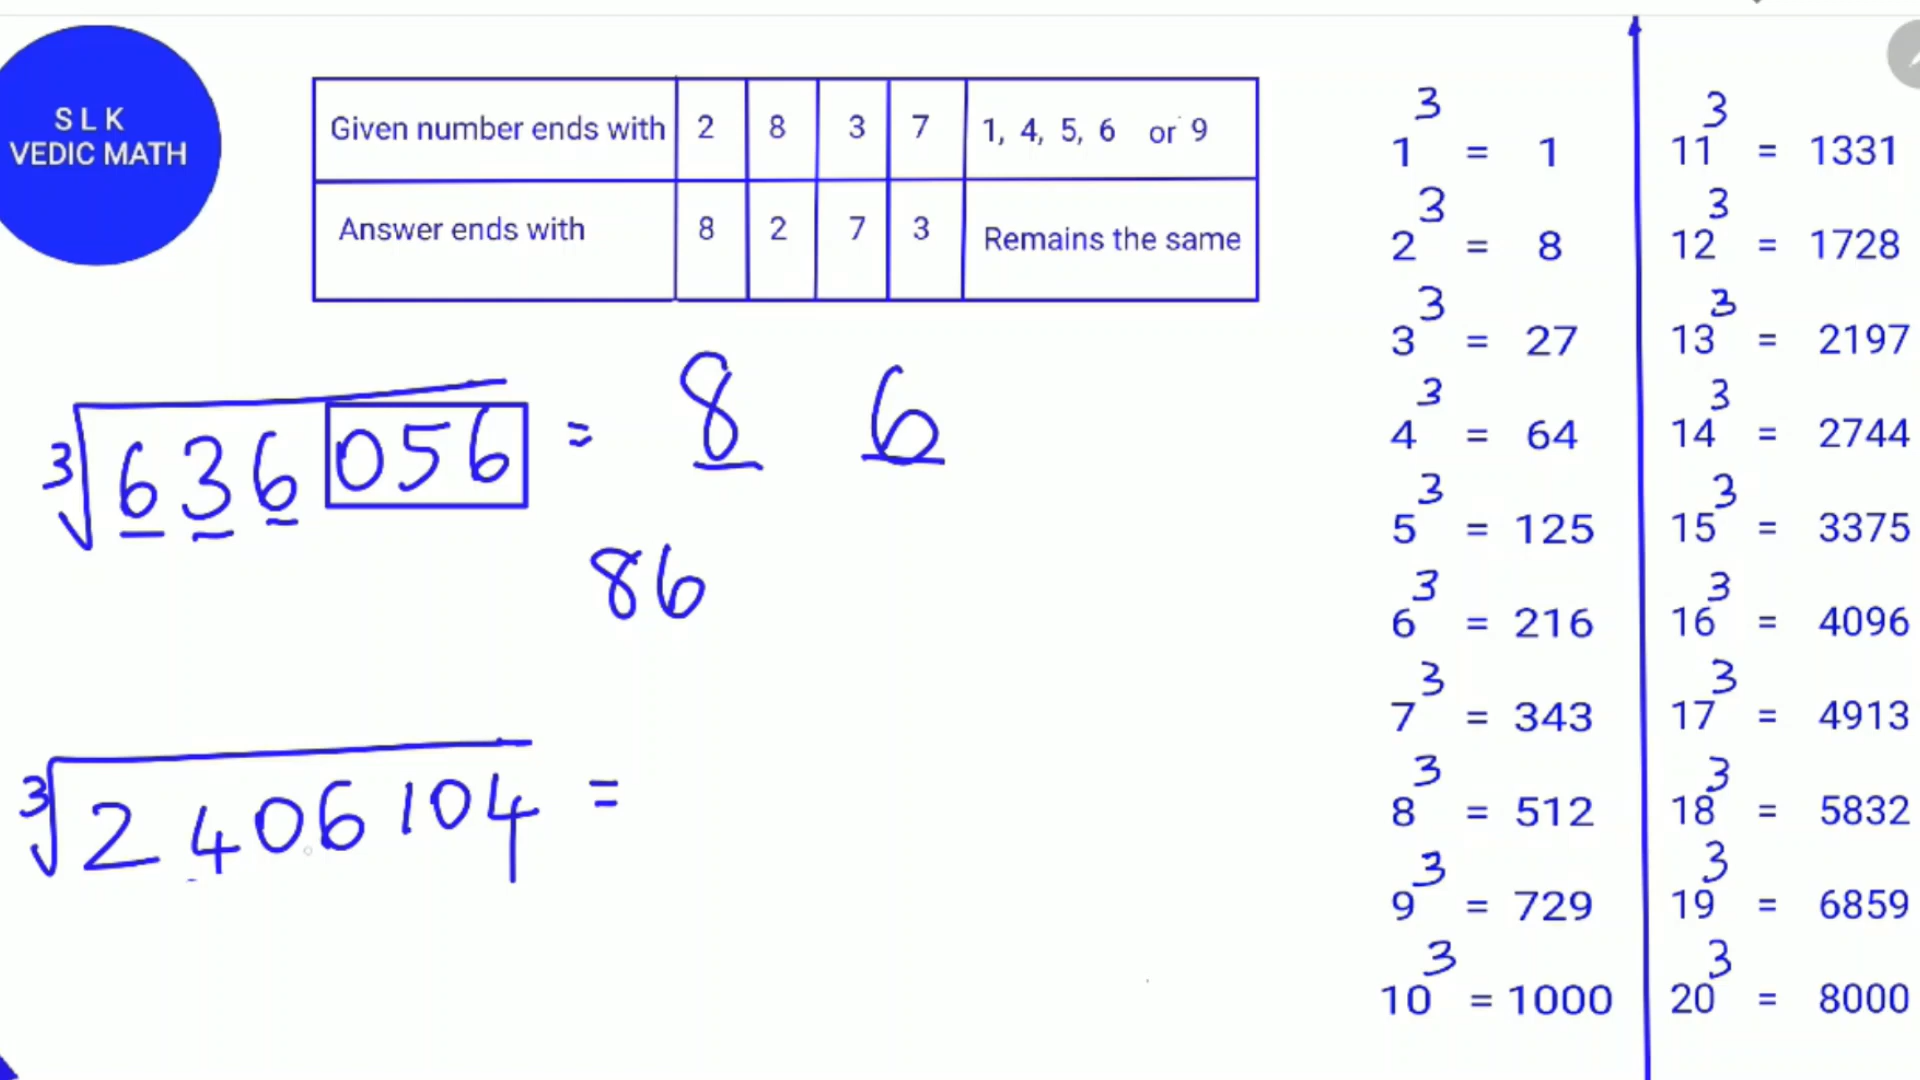 S L K
VEDIC MATH
Given number ends with 2 8 3 7 1, 4, 5, 6 or 9
Answer ends with 8 2 7 3 Remains the same
∛636056 = 8 6
86
∛2406104 =
1³ = 1
2³ = 8
3³ = 27
4³ = 64
5³ = 125
6³ = 216
7³ = 343
8³ = 512
9³ = 729
10³ = 1000
11³ = 1331
12³ = 1728
13³ = 2197
14³ = 2744
15³ = 3375
16³ = 4096
17³ = 4913
18³ = 5832
19³ = 6859
20³ = 8000